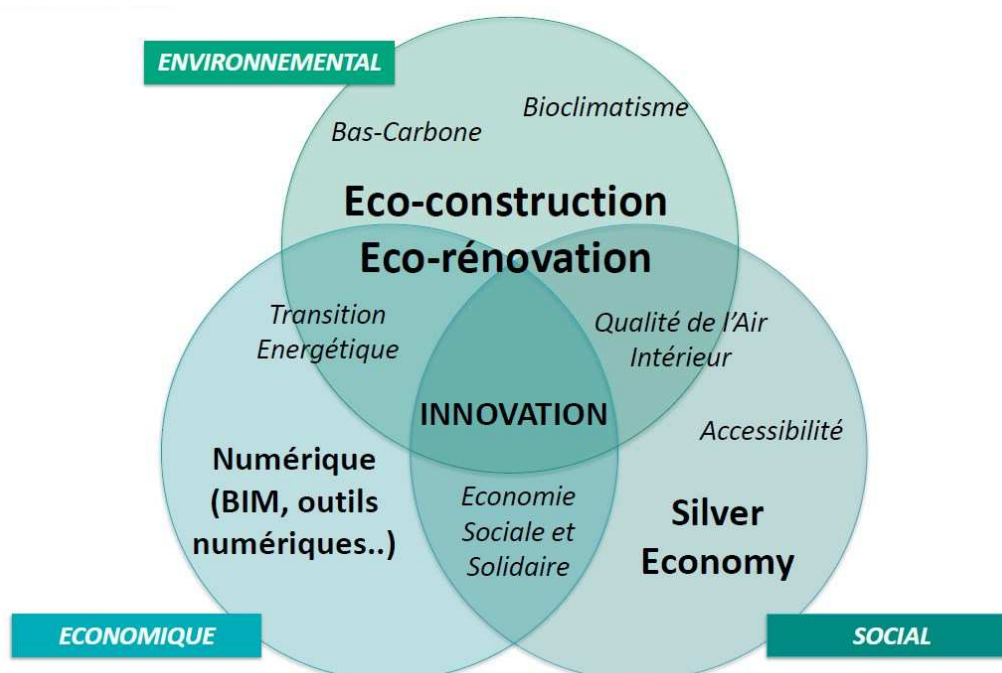 ENVIRONNEMENTAL
Bioclimatisme
Bas-Carbone
Eco-construction
Eco-rénovation
Transition
Energétique
Qualité de l'Air
Intérieur
INNOVATION
Accessibilité
Numérique
(BIM, outils
numériques..)
Economie
Sociale et
Solidaire
Silver
Economy
ECONOMIQUE
SOCIAL